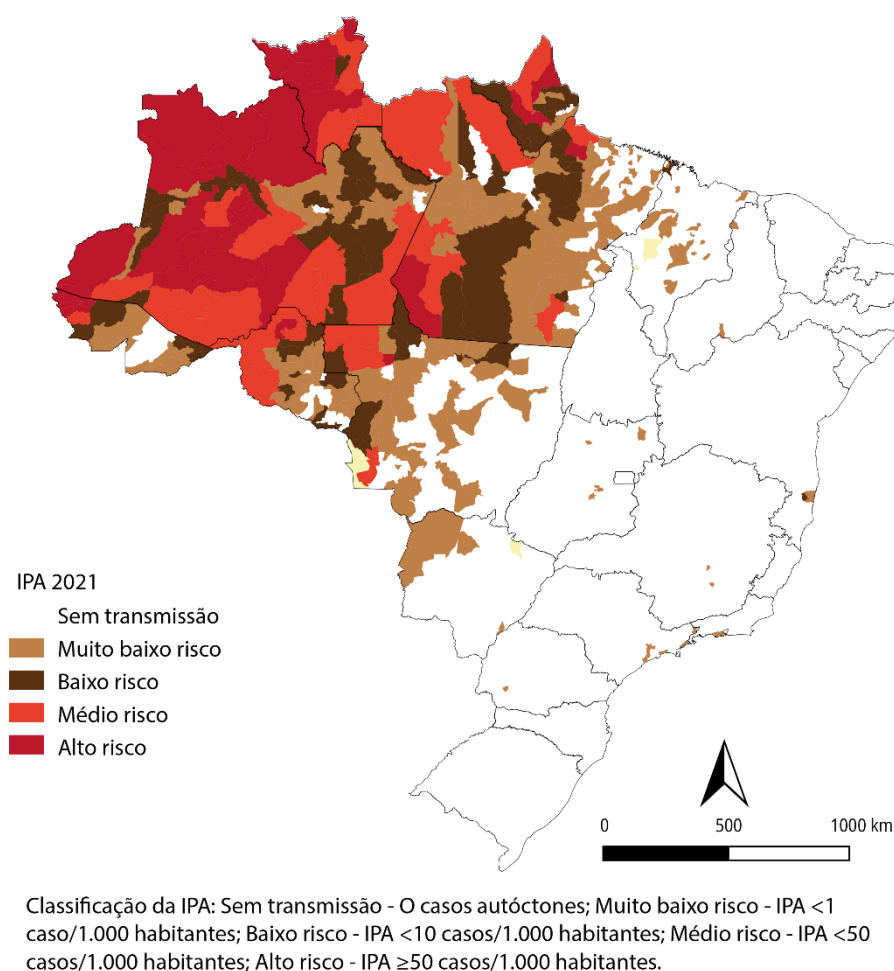 IPA 2021
Sem transmissão
Muito baixo risco
Baixo risco
Médio risco
Alto risco
0 500 1000 km
Classificação da IPA: Sem transmissão - O casos autóctones; Muito baixo risco - IPA <1
caso/1.000 habitantes; Baixo risco - IPA <10 casos/1.000 habitantes; Médio risco - IPA <50
casos/1.000 habitantes; Alto risco - IPA ≥50 casos/1.000 habitantes.